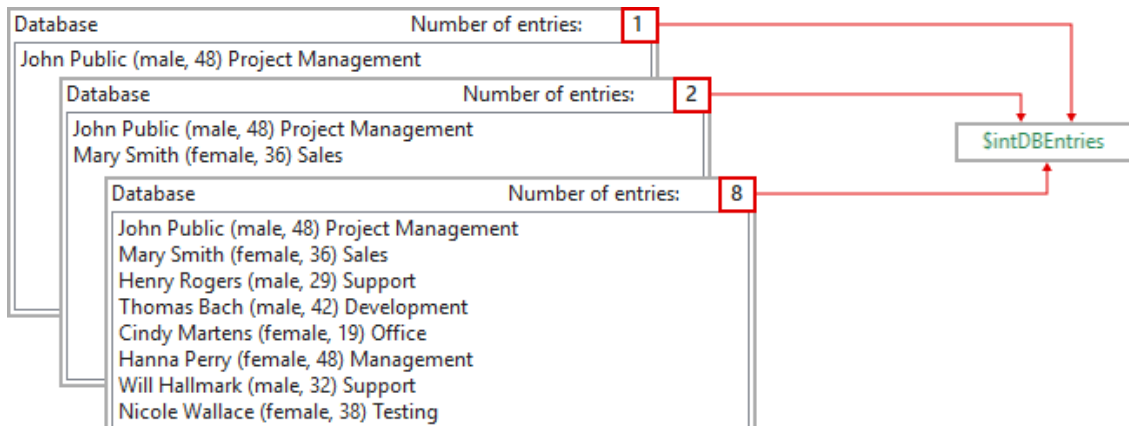 Database Number of entries: 1
John Public (male, 48) Project Management
Database Number of entries: 2
John Public (male, 48) Project Management
Mary Smith (female, 36) Sales
$intDBEntries
Database Number of entries: 8
John Public (male, 48) Project Management
Mary Smith (female, 36) Sales
Henry Rogers (male, 29) Support
Thomas Bach (male, 42) Development
Cindy Martens (female, 19) Office
Hanna Perry (female, 48) Management
Will Hallmark (male, 32) Support
Nicole Wallace (female, 38) Testing